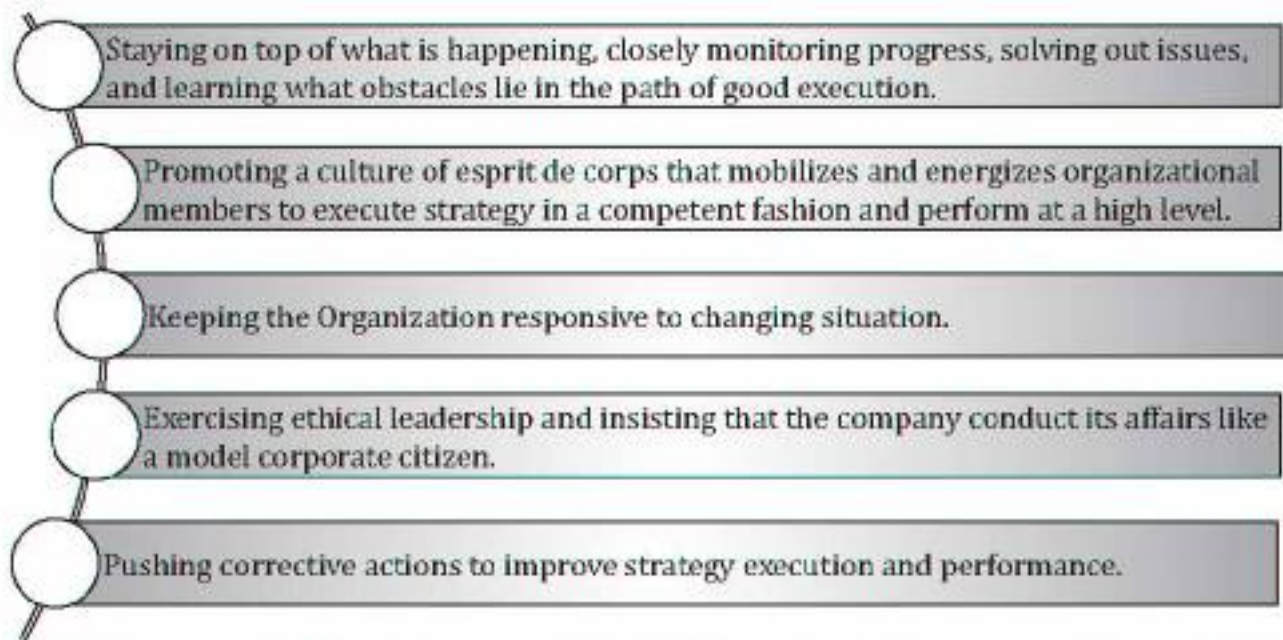 Staying on top of what is happening, closely monitoring progress, solving out issues,
and learning what obstacles lie in the path of good execution.
Promoting a culture of esprit de corps that mobilizes and energizes organizational
members to execute strategy in a competent fashion and perform at a high level.
Keeping the Organization responsive to changing situation.
Exercising ethical leadership and insisting that the company conduct its affairs like
a model corporate citizen.
Pushing corrective actions to improve strategy execution and performance.